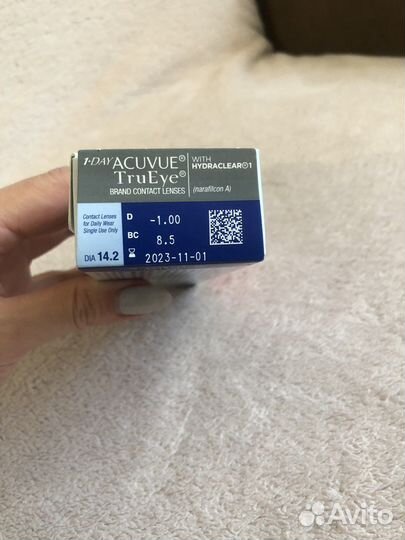 1-DAY ACUVUE®
TruEye®
BRAND CONTACT LENSES
WITH
HYDRACLEAR®1
(narafilcon A)
Contact Lenses
for Daily Wear
Single Use Only
DIA 14.2
D -1.00
BC 8.5
2023-11-01
Avito